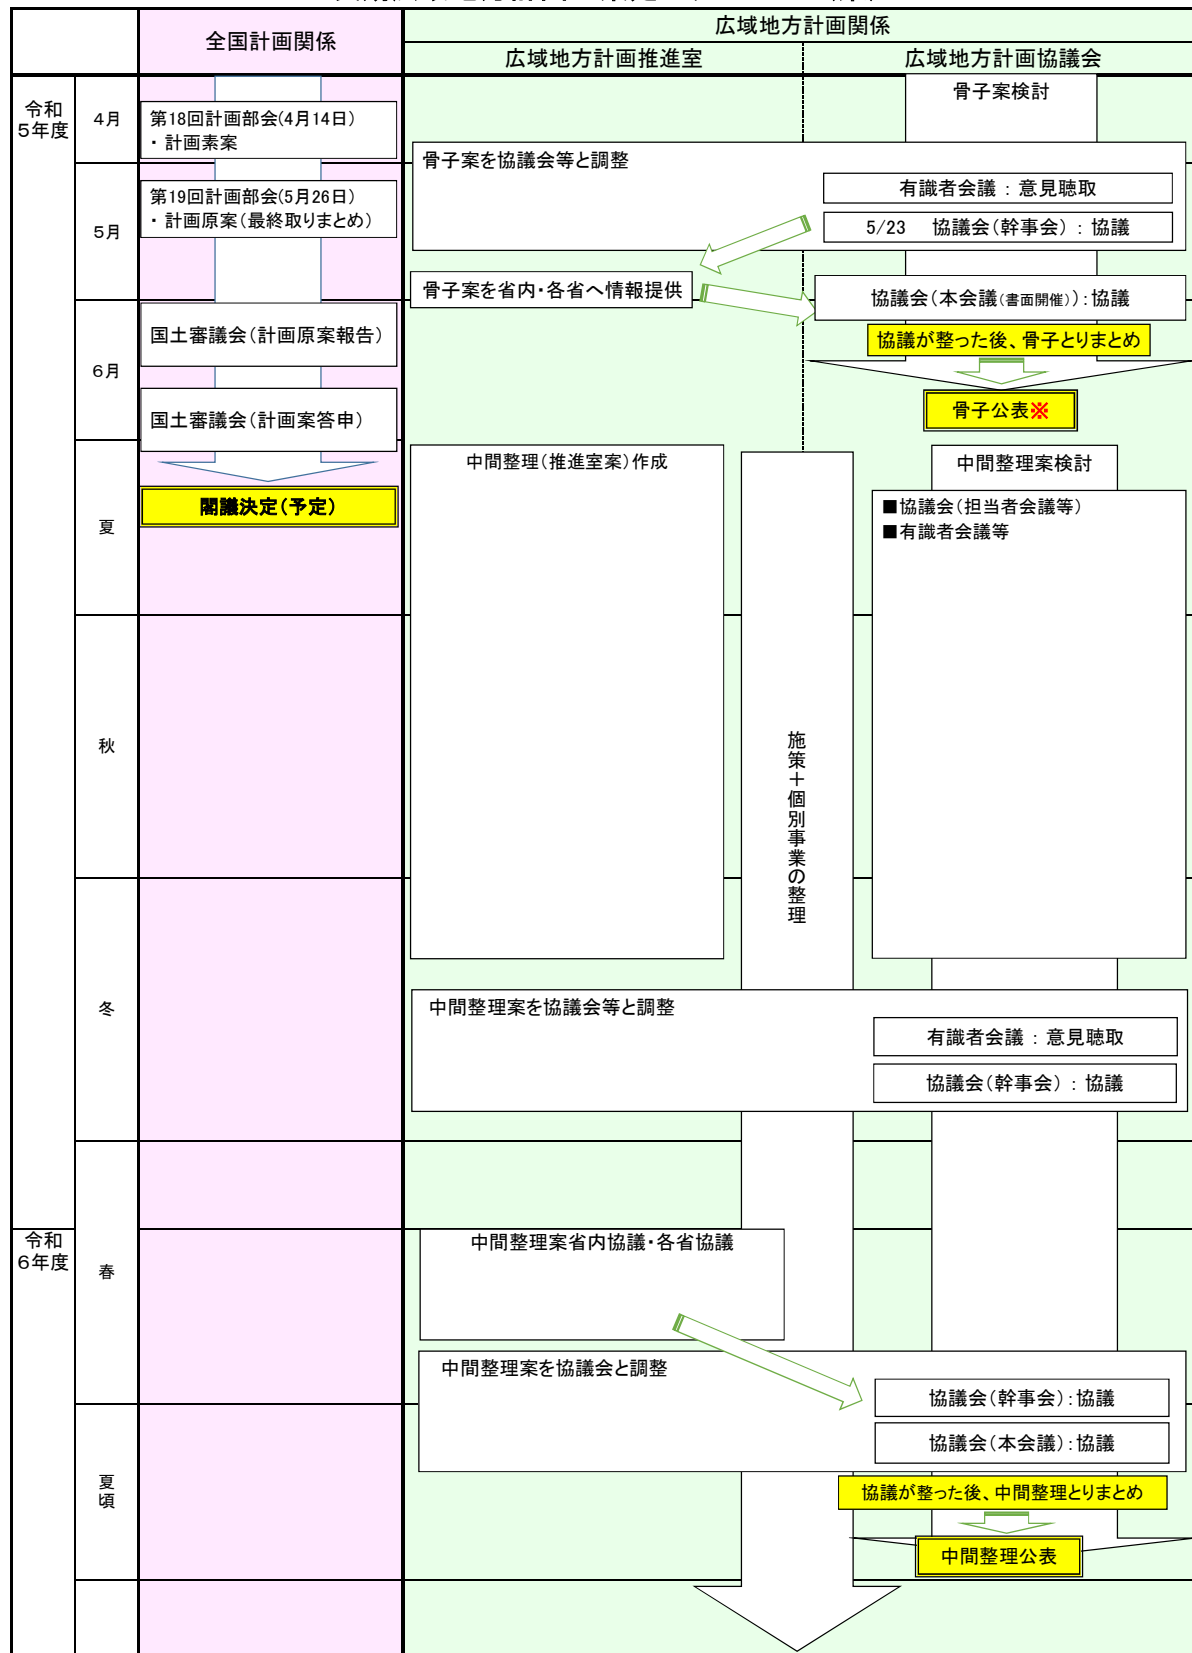 全国計画関係
広域地方計画関係
広域地方計画推進室
広域地方計画協議会
令和
5年度
4月
第18回計画部会(4月14日)
・ 計画素案
骨子案検討
骨子案を協議会等と調整
5月
第19回計画部会(5月26日)
・ 計画原案(最終取りまとめ)
有識者会議 : 意見聴取
5/23 協議会(幹事会) : 協議
骨子案を省内・各省へ情報提供
協議会(本会議(書面開催)):協議
6月
国土審議会(計画原案報告)
協議が整った後、骨子とりまとめ
国土審議会(計画案答申)
骨子公表※
夏
閣議決定(予定)
中間整理(推進室案)作成
中間整理案検討
■協議会(担当者会議等)
■有識者会議等
秋
施策+個別事業の整理
冬
中間整理案を協議会等と調整
有識者会議 : 意見聴取
協議会(幹事会) : 協議
令和
6年度
春
中間整理案省内協議・各省協議
中間整理案を協議会と調整
協議会(幹事会):協議
協議会(本会議):協議
夏頃
協議が整った後、中間整理とりまとめ
中間整理公表